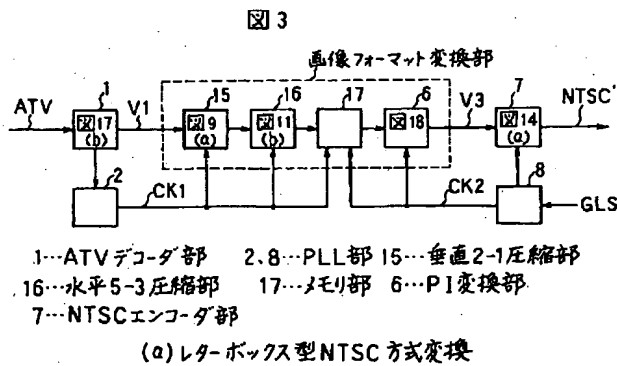 図3
画像フォーマット変換部
1 15 16 17 6 7
ATV V1 V3 NTSC'
図17 (b)
図9 (a)
図11 (b)
図18
図14 (a)
2 CK1 CK2 8
GLS
1…ATVデコーダ部 2.8…PLL部 15…垂直2-1圧縮部
16…水平5-3圧縮部 17…メモリ部 6…PI変換部
7…NTSCエンコーダ部
(a)レターボックス型NTSC方式変換